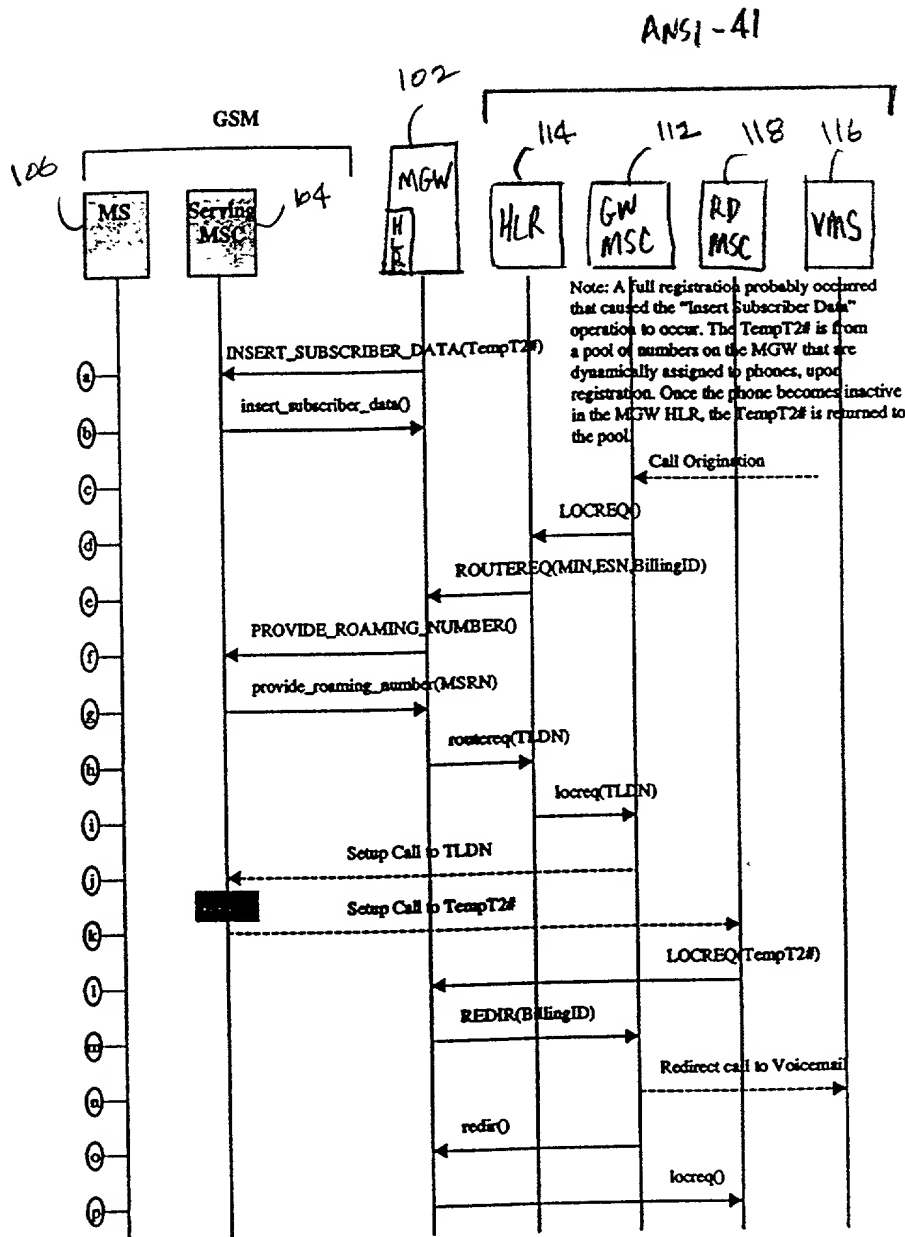 ANSI-41
102
GSM
114
112
118
116
106
MS
Serving
MSC
104
MGW
HLR
HLR
GW
MSC
RD
MSC
VMS
Note: A full registration probably occurred
that caused the "Insert Subscriber Data"
operation to occur. The TempT2# is from
a pool of numbers on the MGW that are
dynamically assigned to phones, upon
registration. Once the phone becomes inactive
in the MGW HLR, the TempT2# is returned to
the pool.
INSERT_SUBSCRIBER_DATA(TempT2#)
a
insert_subscriber_data()
b
Call Origination
c
LOCREQ()
d
ROUTEREQ(MIN,ESN,BillingID)
e
PROVIDE_ROAMING_NUMBER()
f
provide_roaming_number(MSRN)
g
routereq(TLDN)
h
locreq(TLDN)
i
Setup Call to TLDN
j
Setup Call to TempT2#
k
LOCREQ(TempT2#)
l
REDIR(BillingID)
m
Redirect call to Voicemail
n
redir()
o
locreq()
p